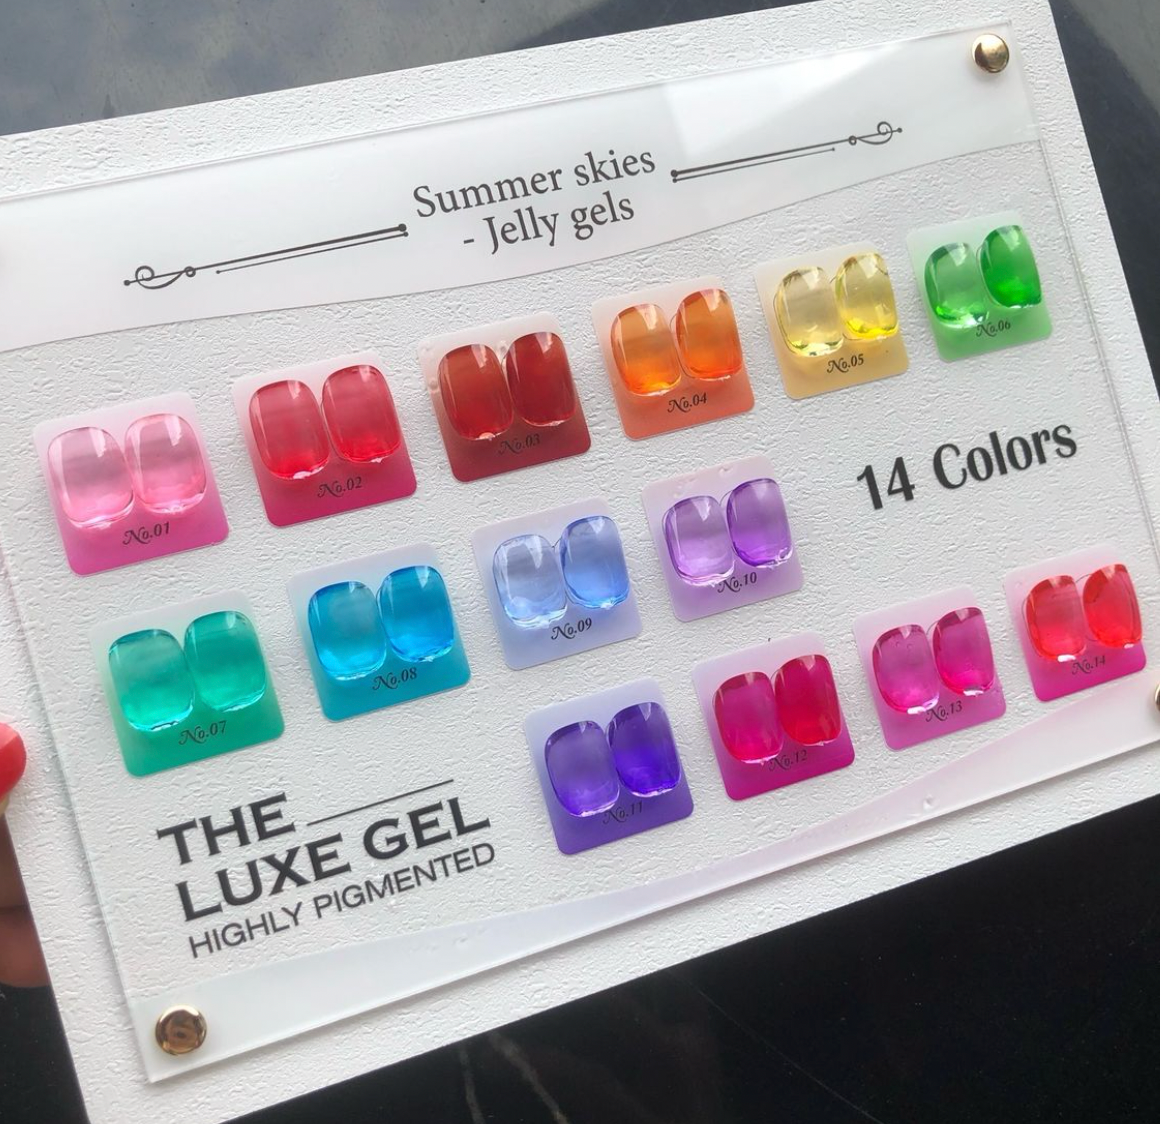 Summer skies
- Jelly gels
No.01
No.02
No.03
No.04
No.05
No.06
14 Colors
No.07
No.08
No.09
No.10
No.11
No.12
No.13
No.14
THE
LUXE GEL
HIGHLY PIGMENTED